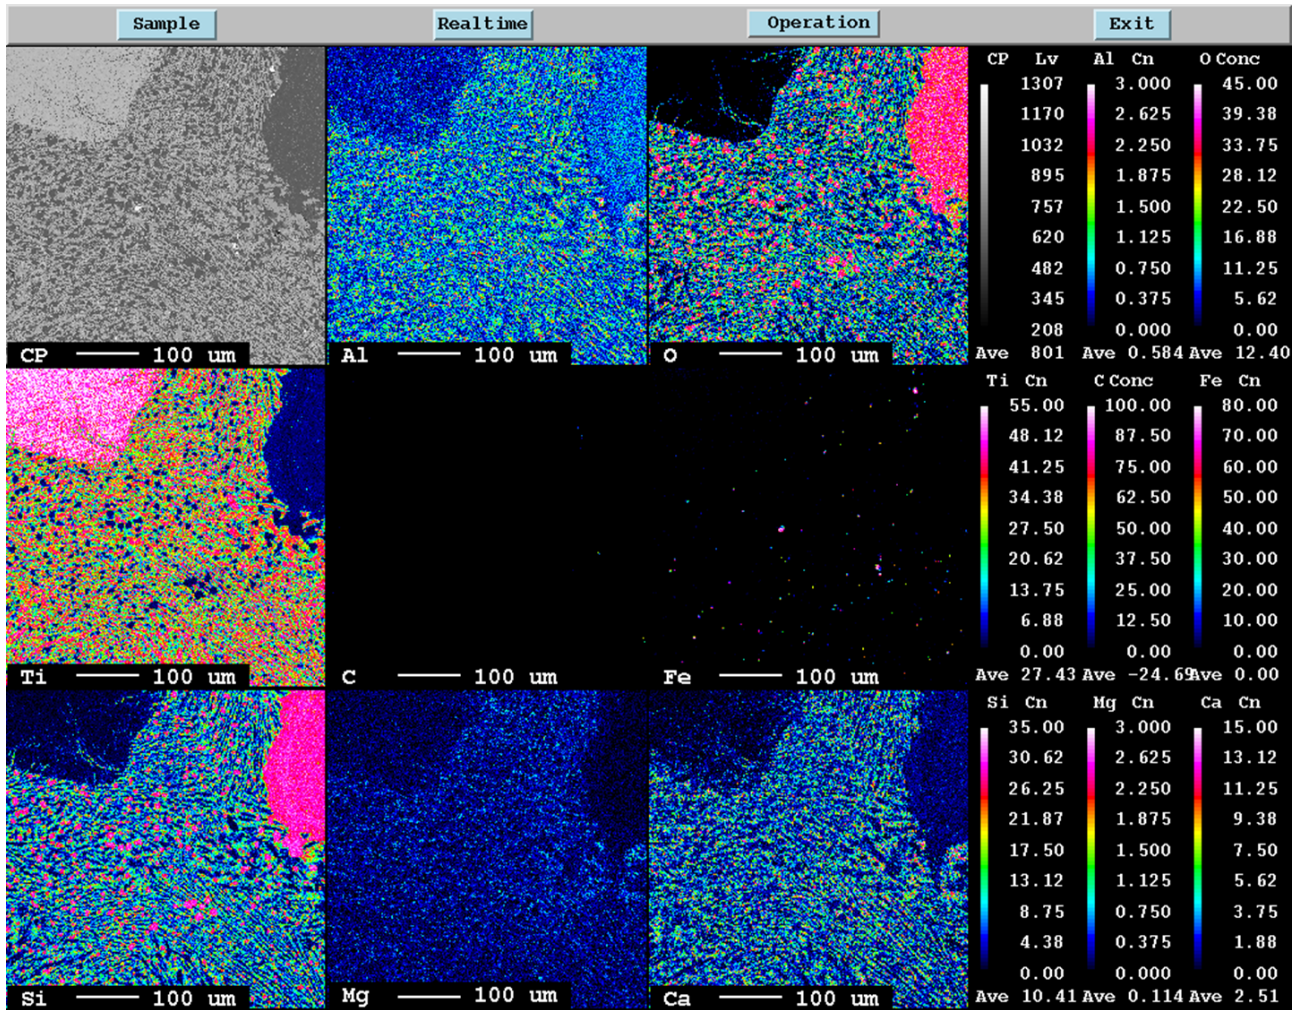 Sample Realtime Operation Exit
CP Lv Al Cn O Conc
1307 3.000 45.00
1170 2.625 39.38
1032 2.250 33.75
895 1.875 28.12
757 1.500 22.50
620 1.125 16.88
482 0.750 11.25
345 0.375 5.62
208 0.000 0.00
Ave 801 Ave 0.584 Ave 12.40
CP 100 um Al 100 um O 100 um
Ti Cn C Conc Fe Cn
55.00 100.00 80.00
48.12 87.50 70.00
41.25 75.00 60.00
34.38 62.50 50.00
27.50 50.00 40.00
20.62 37.50 30.00
13.75 25.00 20.00
6.88 12.50 10.00
0.00 0.00 0.00
Ave 27.43 Ave -24.69 Ave 0.00
Ti 100 um C 100 um Fe 100 um
Si Cn Mg Cn Ca Cn
35.00 3.000 15.00
30.62 2.625 13.12
26.25 2.250 11.25
21.87 1.875 9.38
17.50 1.500 7.50
13.12 1.125 5.62
8.75 0.750 3.75
4.38 0.375 1.88
0.00 0.000 0.00
Ave 10.41 Ave 0.114 Ave 2.51
Si 100 um Mg 100 um Ca 100 um